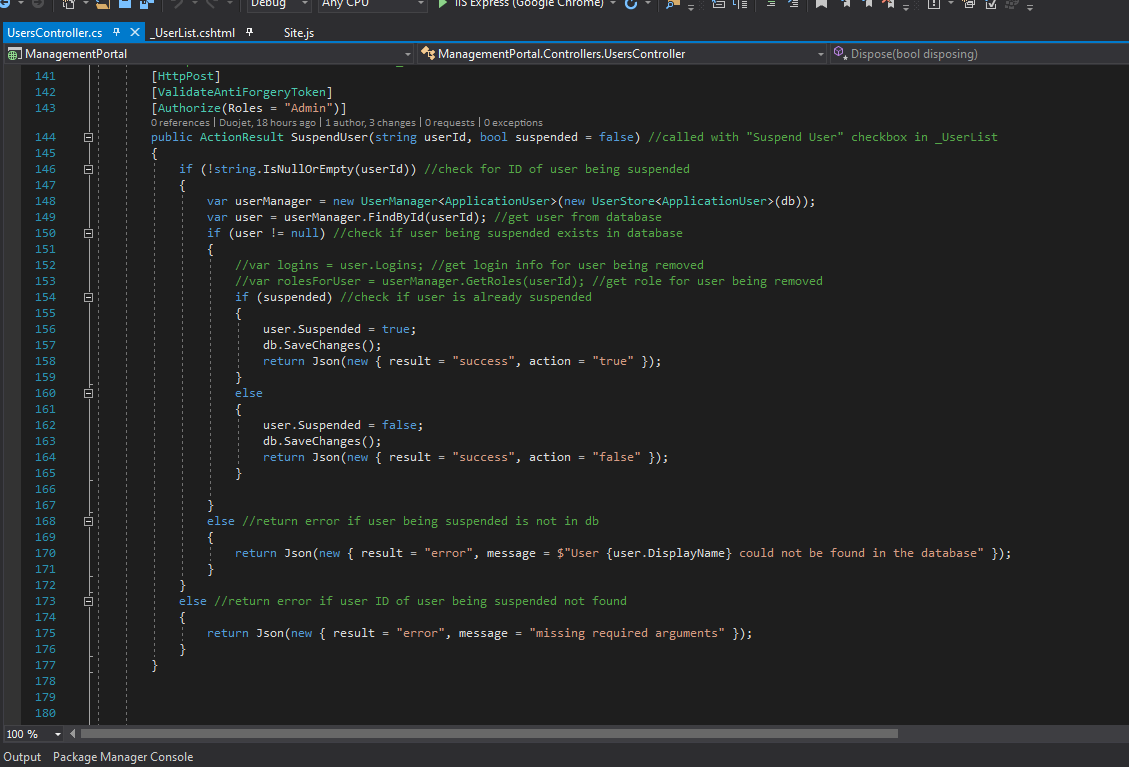 Debug Any CPU IIS Express (Google Chrome)
UsersController.cs _UserList.cshtml Site.js
ManagementPortal ManagementPortal.Controllers.UsersController Dispose(bool disposing)
141 [HttpPost]
142 [ValidateAntiForgeryToken]
143 [Authorize(Roles = "Admin")]
0 references | Duojet, 18 hours ago | 1 author, 3 changes | 0 requests | 0 exceptions
144 public ActionResult SuspendUser(string userId, bool suspended = false) //called with "Suspend User" checkbox in _UserList
145 {
146 if (!string.IsNullOrEmpty(userId)) //check for ID of user being suspended
147 {
148 var userManager = new UserManager<ApplicationUser>(new UserStore<ApplicationUser>(db));
149 var user = userManager.FindById(userId); //get user from database
150 if (user != null) //check if user being suspended exists in database
151 {
152 //var logins = user.Logins; //get login info for user being removed
153 //var rolesForUser = userManager.GetRoles(userId); //get role for user being removed
154 if (suspended) //check if user is already suspended
155 {
156 user.Suspended = true;
157 db.SaveChanges();
158 return Json(new { result = "success", action = "true" });
159 }
160 else
161 {
162 user.Suspended = false;
163 db.SaveChanges();
164 return Json(new { result = "success", action = "false" });
165 }
166
167 }
168 else //return error if user being suspended is not in db
169 {
170 return Json(new { result = "error", message = $"User {user.DisplayName} could not be found in the database" });
171 }
172 }
173 else //return error if user ID of user being suspended not found
174 {
175 return Json(new { result = "error", message = "missing required arguments" });
176 }
177 }
178
179
180
100 %
Output Package Manager Console